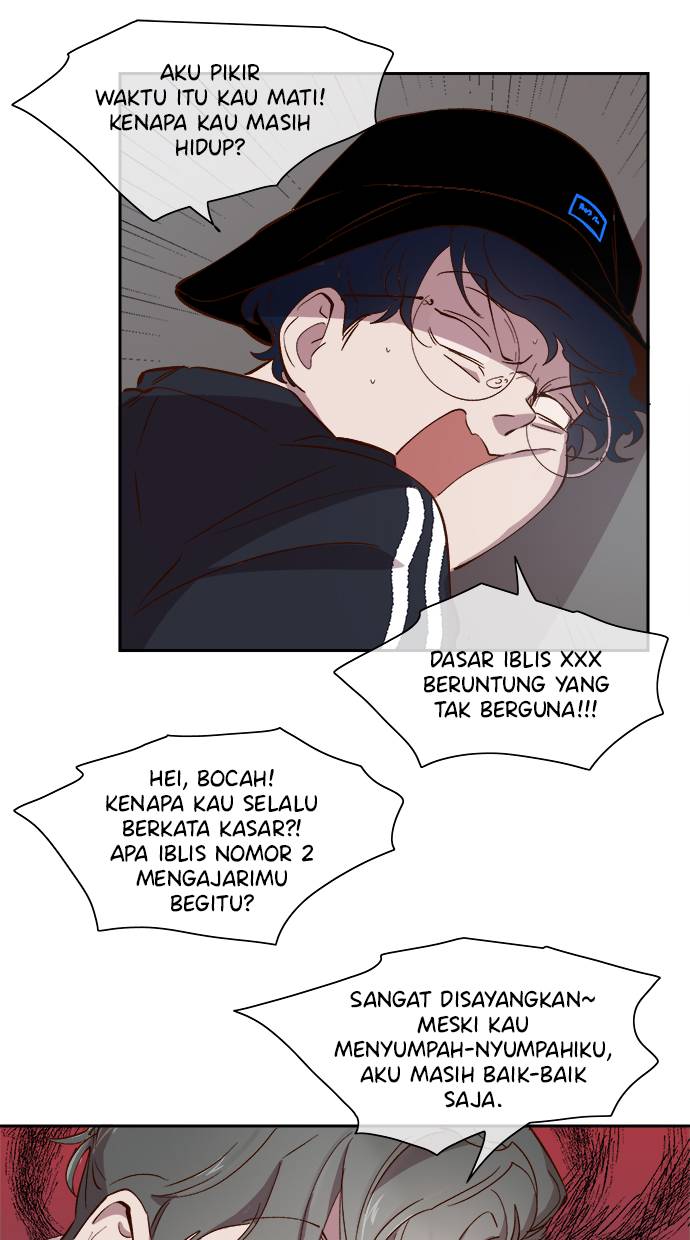 AKU PIKIR
WAKTU ITU KAU MATI!
KENAPA KAU MASIH
HIDUP?
DASAR IBLIS XXX
BERUNTUNG YANG
TAK BERGUNA!!!
HEI, BOCAH!
KENAPA KAU SELALU
BERKATA KASAR?!
APA IBLIS NOMOR 2
MENGAJARIMU
BEGITU?
SANGAT DISAYANGKAN~
MESKI KAU
MENYUMPAH-NYUMPAHIKU,
AKU MASIH BAIK-BAIK
SAJA.